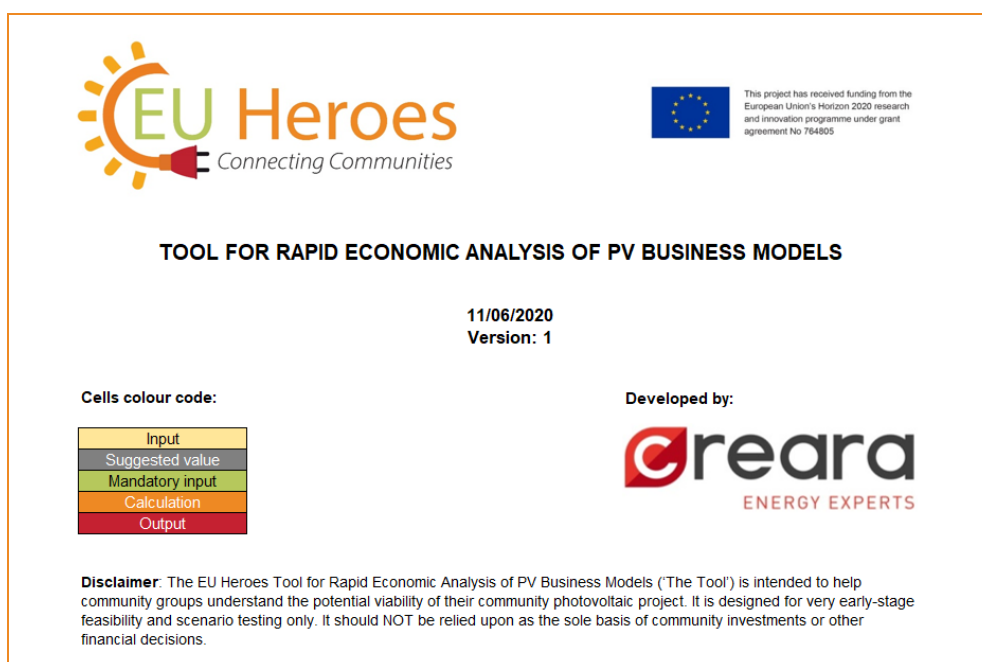 EU Heroes
Connecting Communities
This project has received funding from the
European Union's Horizon 2020 research
and innovation programme under grant
agreement No 764805
TOOL FOR RAPID ECONOMIC ANALYSIS OF PV BUSINESS MODELS
11/06/2020
Version: 1
Cells colour code:
Input
Suggested value
Mandatory input
Calculation
Output
Developed by:
creara
ENERGY EXPERTS
Disclaimer: The EU Heroes Tool for Rapid Economic Analysis of PV Business Models ('The Tool') is intended to help
community groups understand the potential viability of their community photovoltaic project. It is designed for very early-stage
feasibility and scenario testing only. It should NOT be relied upon as the sole basis of community investments or other
financial decisions.